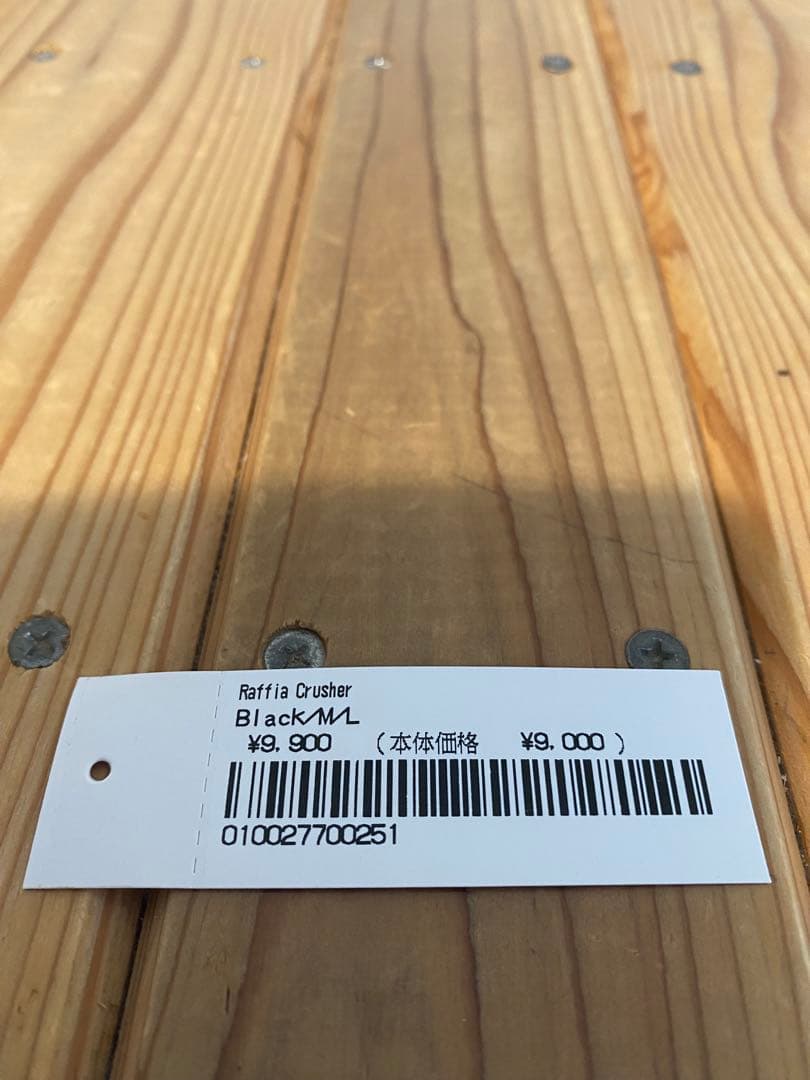 Raffia Crusher
Black/M/L
¥9,900 (本体価格 ¥9,000)
010027700251